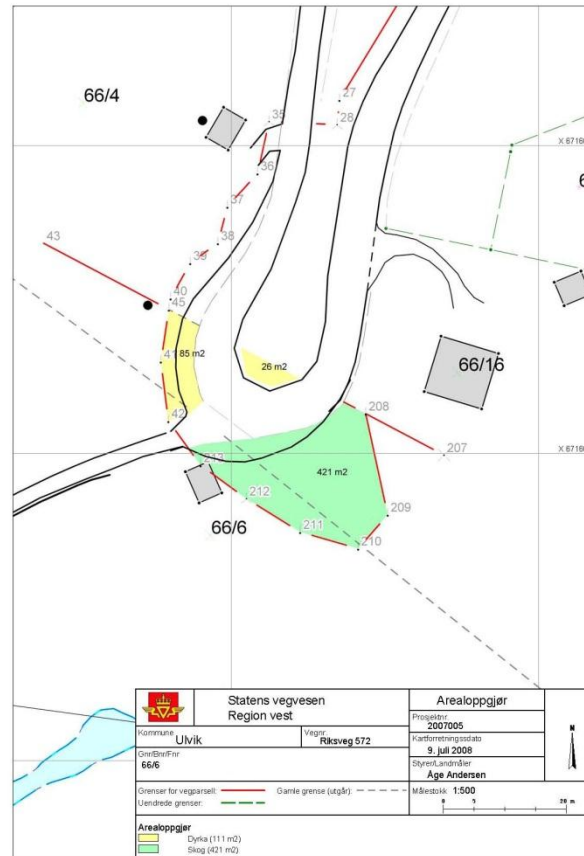 27
28
66/4
35
X 67160
36
37
38
43
39
40
45
41
85 m2
26 m2
66/16
42
208
207
X 67160
213
421 m2
212
209
66/6
211
210
Statens vegvesen
Region vest
Arealoppgjør
Prosjektnr.
2007005
Kommune
Ulvik
Vegnr.
Riksveg 572
Kartforretningssdato
9. juli 2008
Gnr/Bnr/Fnr
66/6
Styrer/Landmåler
Åge Andersen
N
Grenser for vegparsell:
Gamle grense (utgår):
Målestokk 1:500
Uendrede grenser:
0 5 20 m
Arealoppgjør
Dyrka (111 m2)
Skog (421 m2)